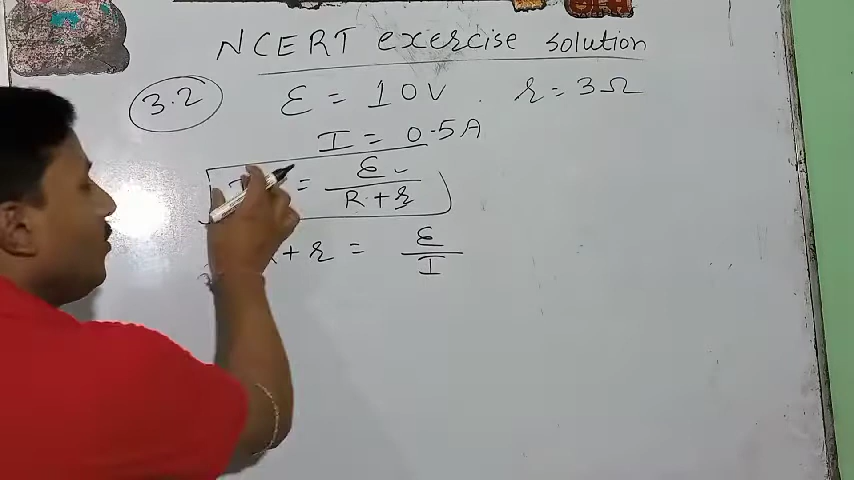 NCERT exercise solution
3.2 ε = 10V . r = 3Ω
I = 0.5A
= ε / R + r
+ r = ε / I